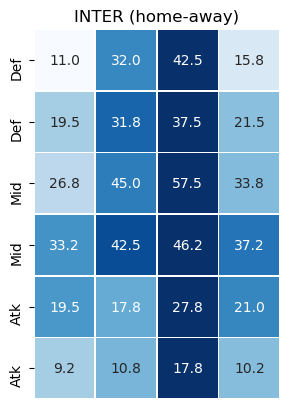 INTER (home-away)
Def 11.0 32.0 42.5 15.8
Def 19.5 31.8 37.5 21.5
Mid 26.8 45.0 57.5 33.8
Mid 33.2 42.5 46.2 37.2
Atk 19.5 17.8 27.8 21.0
Atk 9.2 10.8 17.8 10.2